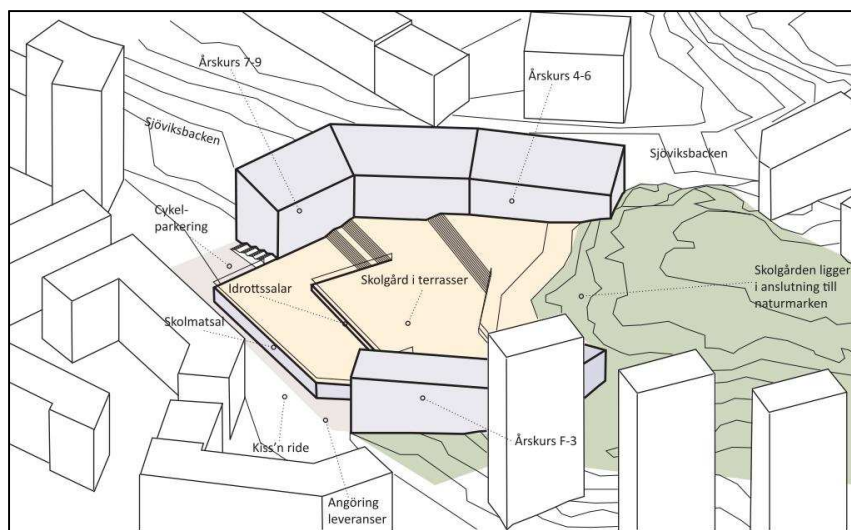 Årskurs 7-9
Årskurs 4-6
Sjöviksbacken
Sjöviksbacken
Cykel-
parkering
Idrottssalar
Skolgård i terrasser
Skolgården ligger
i anslutning till
naturmarken
Skolmatsal
Kiss'n ride
Årskurs F-3
Angöring
leveranser